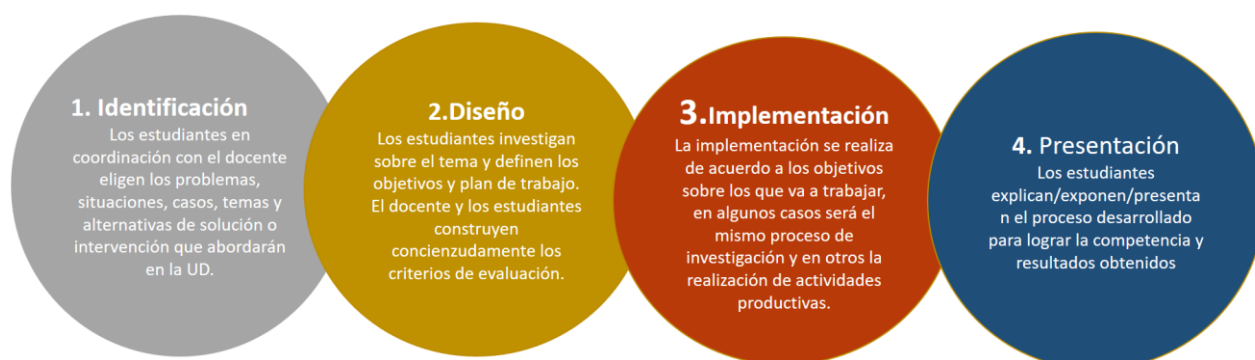 1. Identificación
Los estudiantes en
coordinación con el docente
eligen los problemas,
situaciones, casos, temas y
alternativas de solución o
intervención que abordarán
en la UD.
2.Diseño
Los estudiantes investigan
sobre el tema y definen los
objetivos y plan de trabajo.
El docente y los estudiantes
construyen
concienzudamente los
criterios de evaluación.
3.Implementación
La implementación se realiza
de acuerdo a los objetivos
sobre los que va a trabajar,
en algunos casos será el
mismo proceso de
investigación y en otros la
realización de actividades
productivas.
4. Presentación
Los estudiantes
explican/exponen/presenta
n el proceso desarrollado
para lograr la competencia y
resultados obtenidos